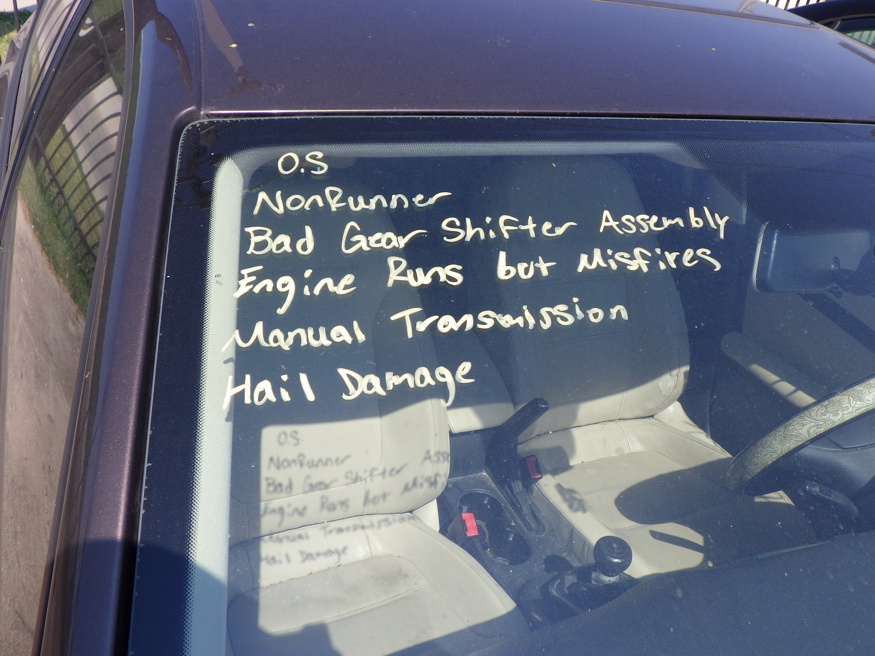 O.S
NonRunner
Bad Gear Shifter Assembly
Engine Runs but Misfires
Manual Transmission
Hail Damage